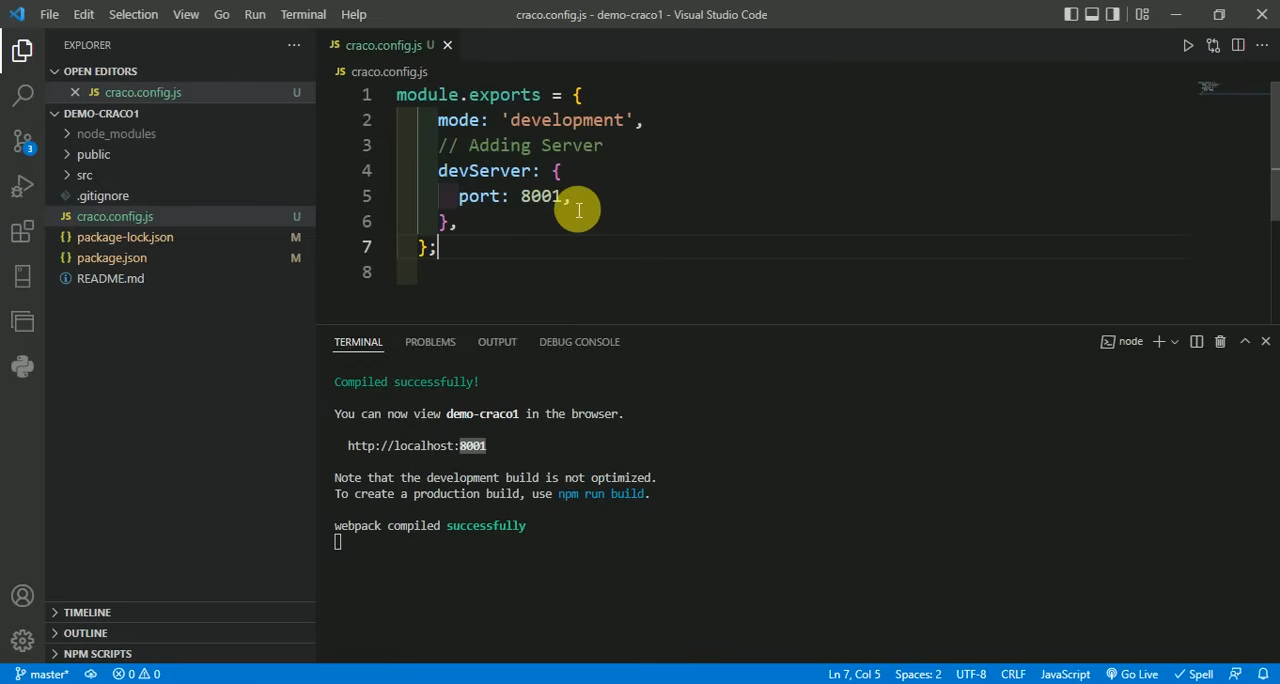 File Edit Selection View Go Run Terminal Help craco.config.js - demo-craco1 - Visual Studio Code
EXPLORER
OPEN EDITORS
JS craco.config.js U
DEMO-CRACO1
node_modules
public
src
.gitignore
JS craco.config.js U
{} package-lock.json M
{} package.json M
README.md
TIMELINE
OUTLINE
NPM SCRIPTS
3
JS craco.config.js U
JS craco.config.js
1 module.exports = {
2 mode: 'development',
3 // Adding Server
4 devServer: {
5 port: 8001,
6 },
7 };
8
TERMINAL PROBLEMS OUTPUT DEBUG CONSOLE node
Compiled successfully!
You can now view demo-craco1 in the browser.
http://localhost:8001
Note that the development build is not optimized.
To create a production build, use npm run build.
webpack compiled successfully
master* 0 0 Ln 7, Col 5 Spaces: 2 UTF-8 CRLF JavaScript Go Live Spell